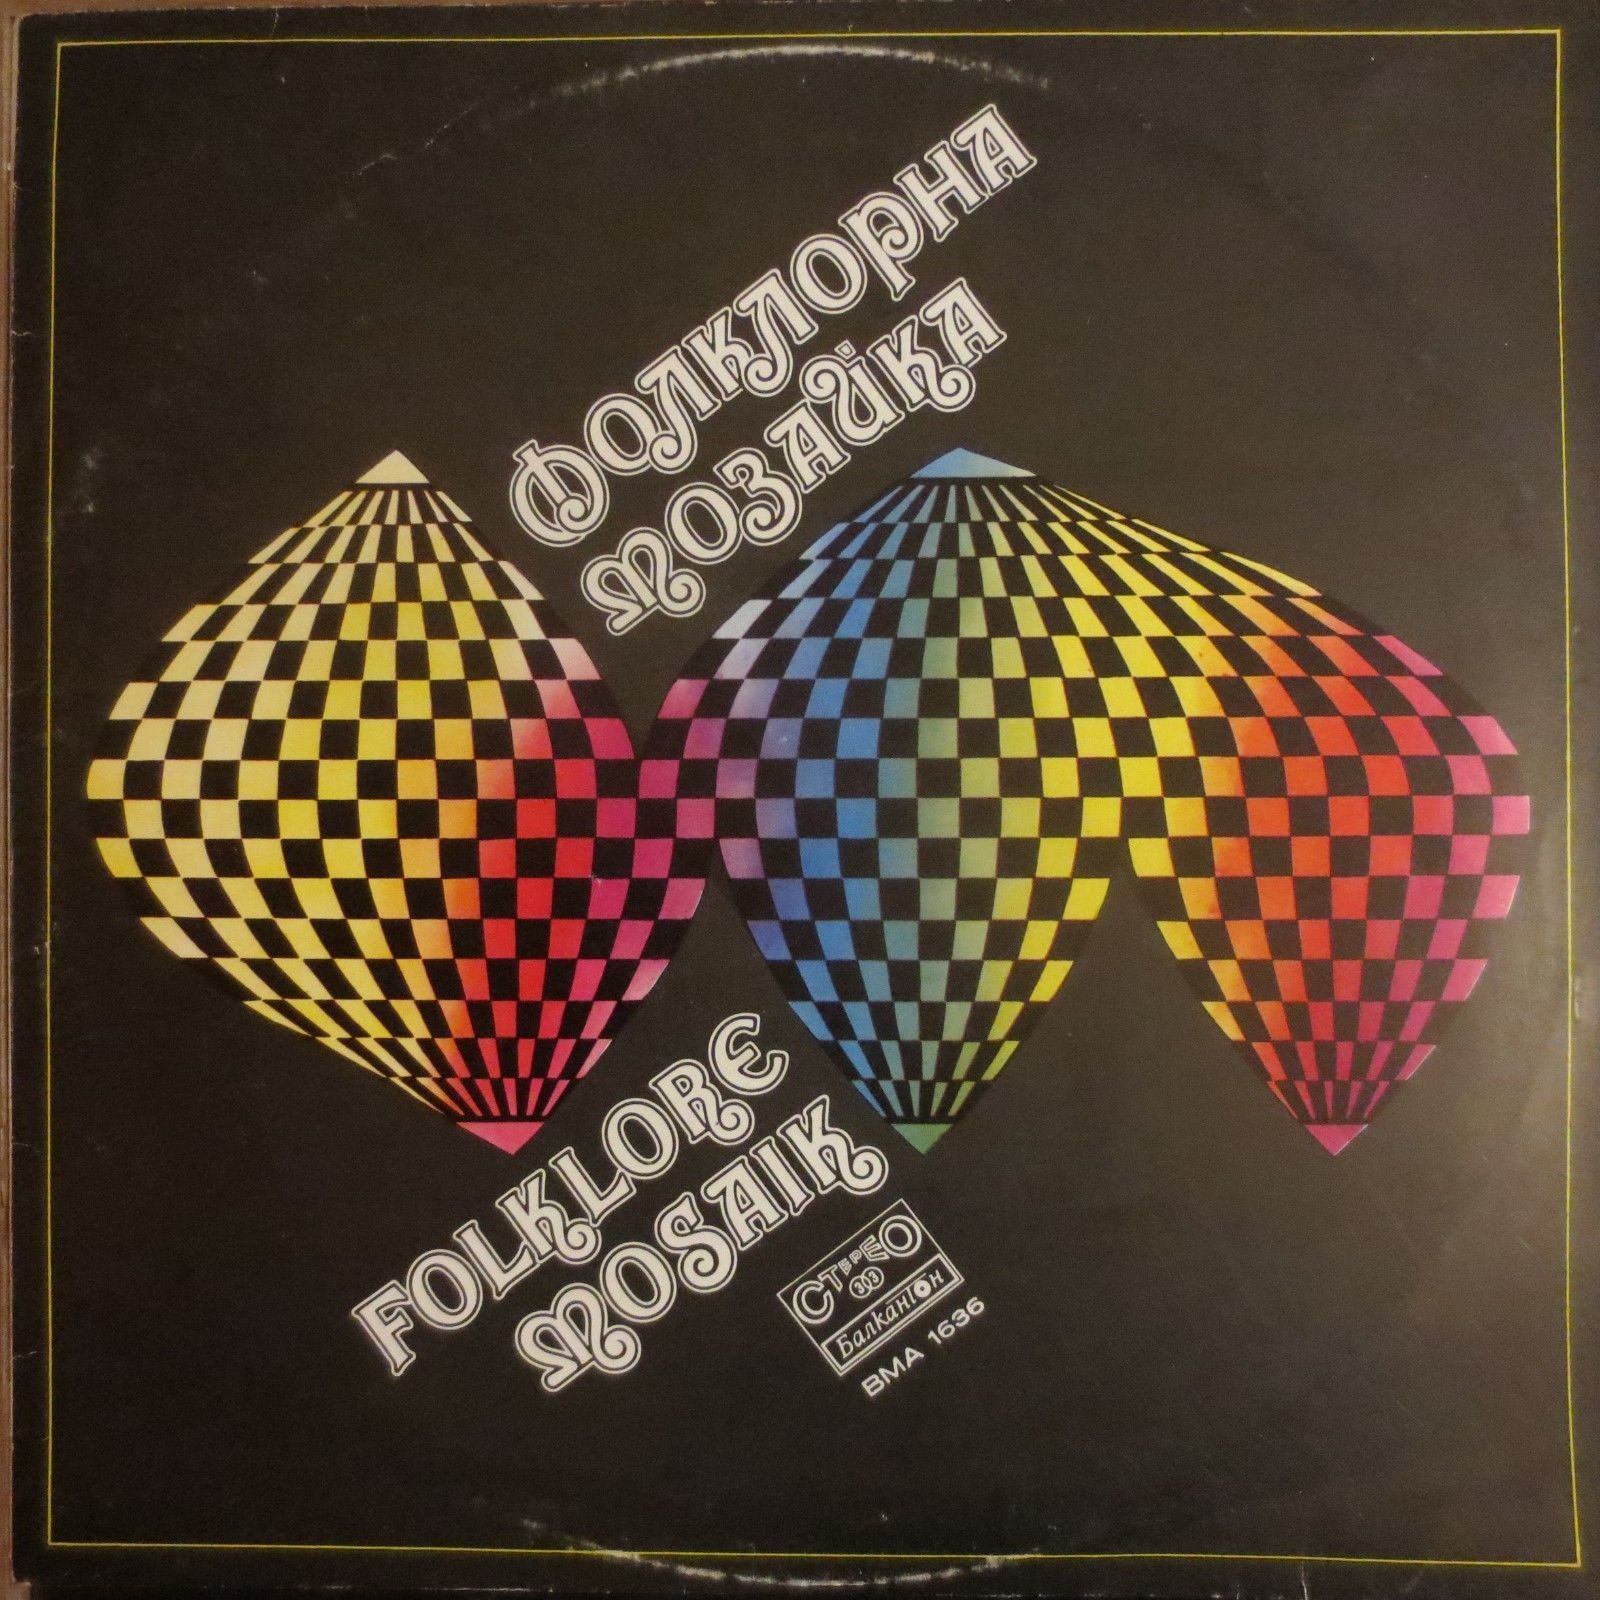 ФОЛКЛОРНА
МОЗАЙКА
FOLKLORE
MOSAIK
СТЕРЕО
33
Балкантон
ВМА 1636